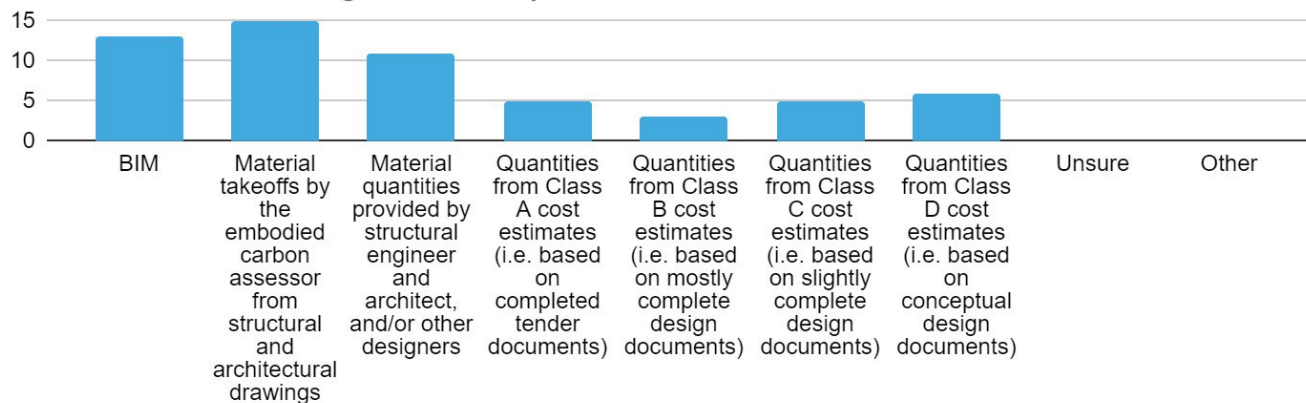 15
10
5
0
BIM
Material
takeoffs by
the
embodied
carbon
assessor
from
structural
and
architectural
drawings
Material
quantities
provided by
structural
engineer
and
architect,
and/or other
designers
Quantities
from Class
A cost
estimates
(i.e. based
on
completed
tender
documents)
Quantities
from Class
B cost
estimates
(i.e. based
on mostly
complete
design
documents)
Quantities
from Class
C cost
estimates
(i.e. based
on slightly
complete
design
documents)
Quantities
from Class
D cost
estimates
(i.e. based
on
conceptual
design
documents)
Unsure
Other